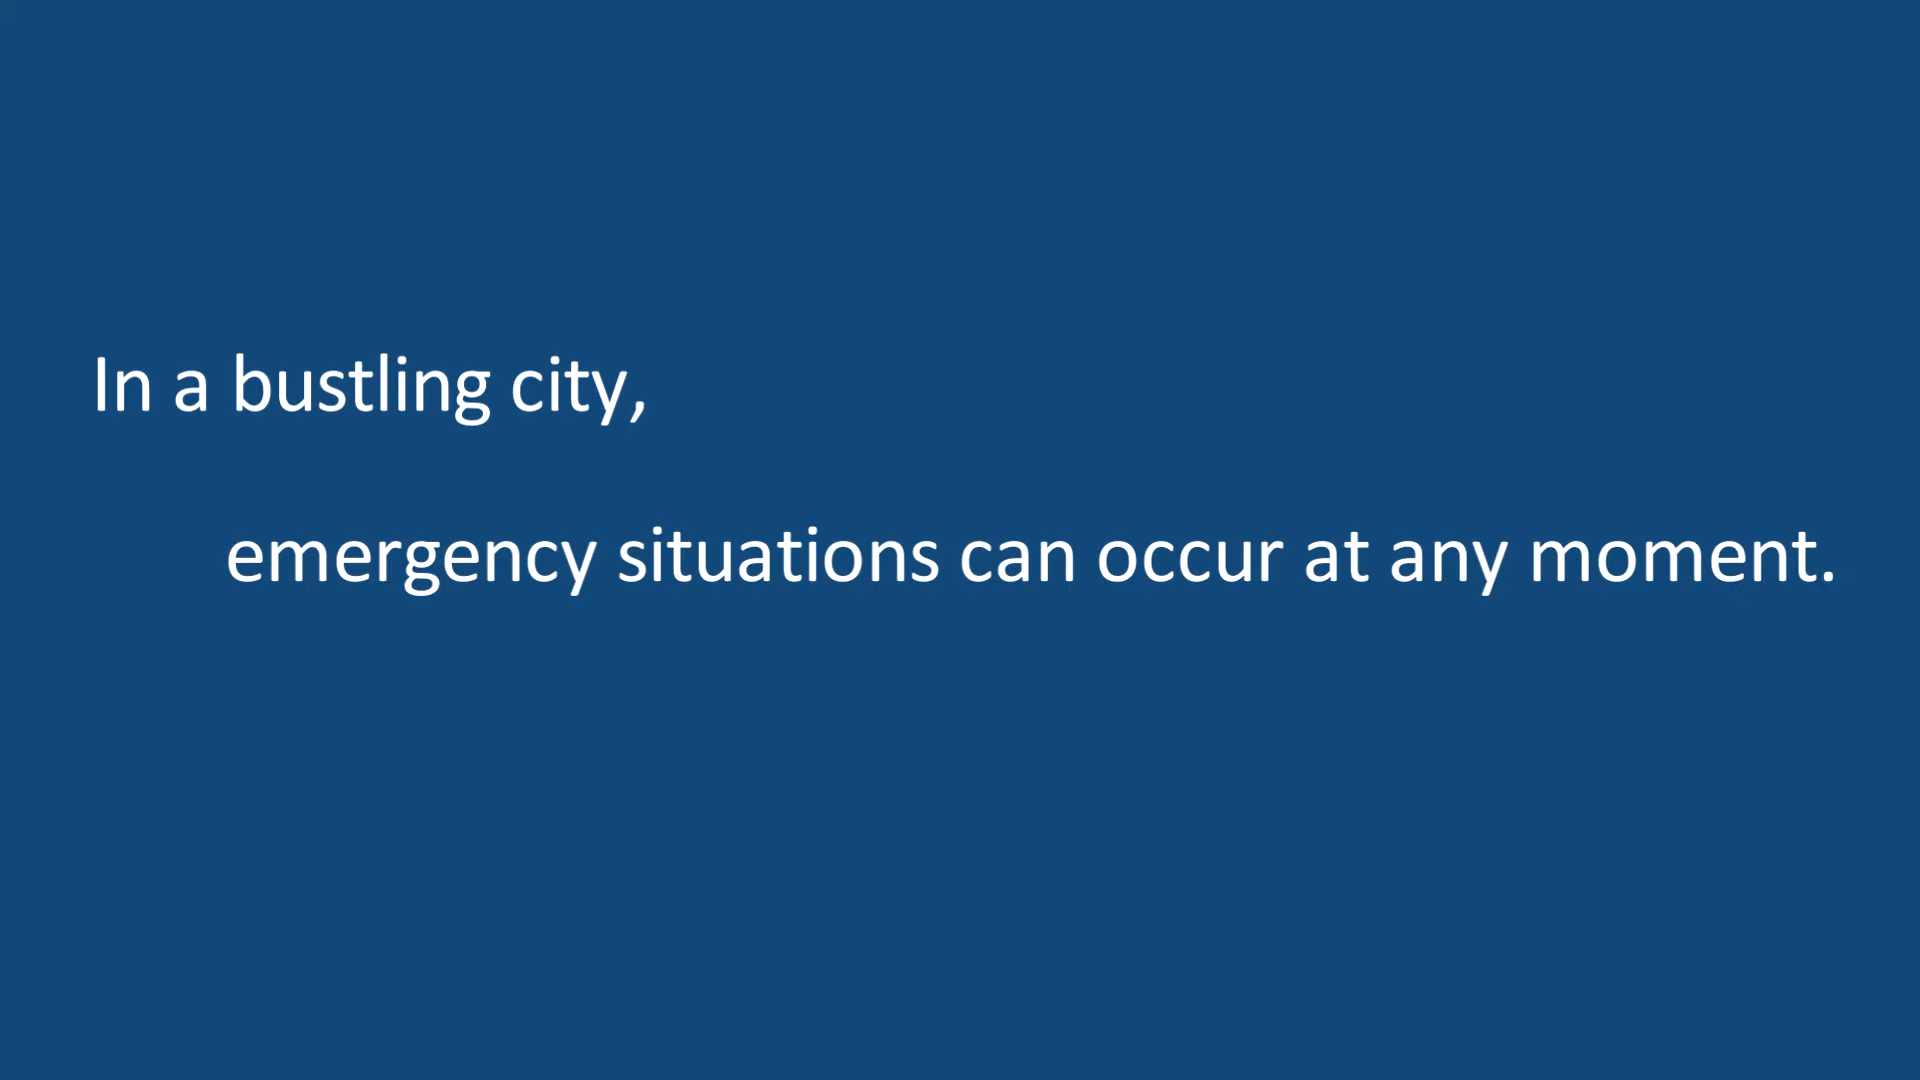 In a bustling city,
emergency situations can occur at any moment.